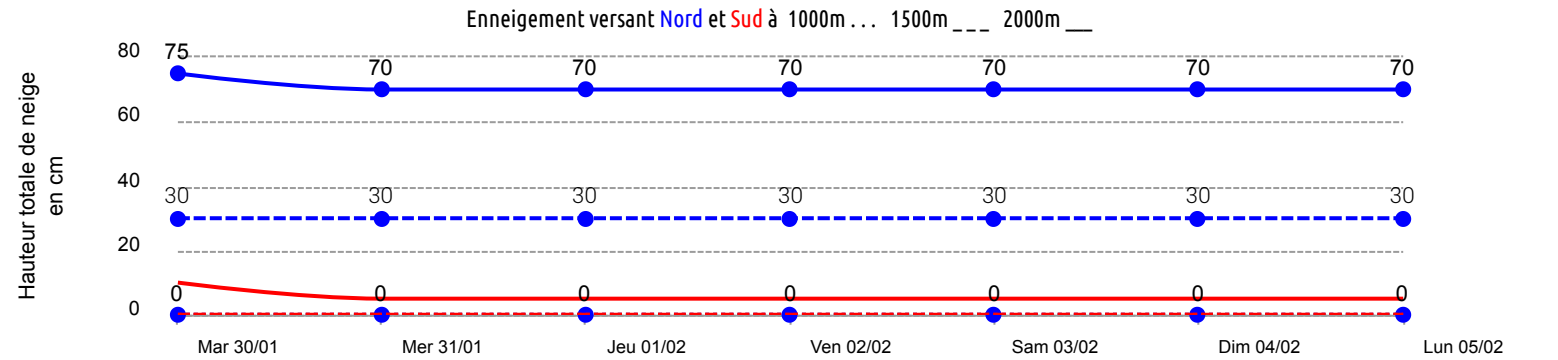 Enneigement versant Nord et Sud à 1000m . . . 1500m _ _ _ 2000m __
Hauteur totale de neige
en cm
80
60
40
20
0
75 70 70 70 70 70 70
30 30 30 30 30 30 30
0 0 0 0 0 0 0
Mar 30/01 Mer 31/01 Jeu 01/02 Ven 02/02 Sam 03/02 Dim 04/02 Lun 05/02